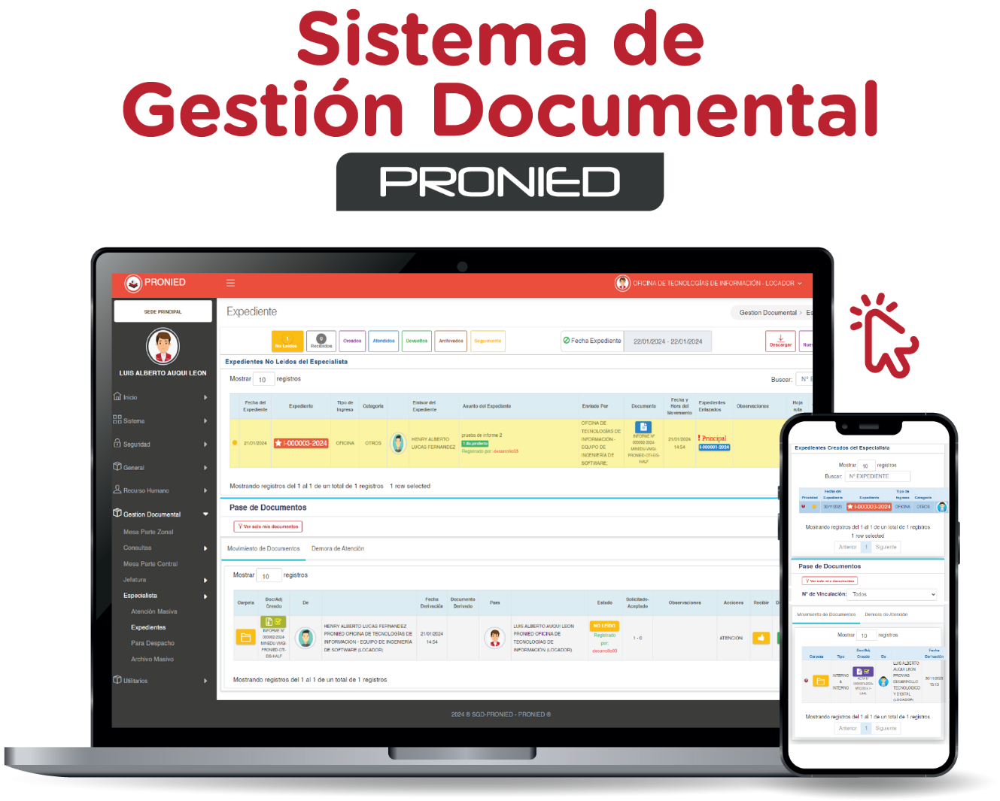 Sistema de
Gestión Documental
PRONIED
PRONIED
OFICINA DE TECNOLOGÍAS DE INFORMACIÓN - LOCADOR
SEDE PRINCIPAL
LUIS ALBERTO AUQUI LEON
Inicio
Sistema
Seguridad
General
Recurso Humano
Gestion Documental
Mesa Parte Zonal
Consultas
Mesa Parte Central
Jefatura
Especialista
Atención Masiva
Expedientes
Para Despacho
Archivo Masivo
Utilitarios
Expediente
Gestion Documental > Es
1 No Leidos
0 Recibidos
Creados
Atendidos
Devueltos
Archivados
Seguimiento
Fecha Expediente
22/01/2024 - 22/01/2024
Descargar
Nue
Expedientes No Leidos del Especialista
Mostrar 10 registros
Buscar: N° E
Fecha del Expediente
Expediente
Tipo de Ingreso
Categoria
Emisor del Expediente
Asunto del Expediente
Enviado Por
Documento
Fecha y Hora del Movimiento
Expedientes Enlazados
Observaciones
Hoja ruta
21/01/2024
I-000003-2024
OFICINA
OTROS
HENRY ALBERTO LUCAS FERNANDEZ
prueba de informe 2
1 dia pendiente
Registrado por: desarrollo03
OFICINA DE TECNOLOGÍAS DE INFORMACIÓN - EQUIPO DE INGENIERÍA DE SOFTWARE;
INFORME N° 000002-2024-MINEDU-VMGI-PRONIED-OTI-EIS-HALF
21/01/2024 14:54
! Principal
I-000001-2024
Mostrando registros del 1 al 1 de un total de 1 registros 1 row selected
Pase de Documentos
Ver solo mis documentos
Movimiento de Documentos
Demora de Atención
Mostrar 10 registros
Carpeta
Doc/Adj Creado
De
Fecha Derivación
Documento Derivado
Para
Estado
Solicitado-Aceptado
Observaciones
Acciones
Recibir
D
INFORME N° 000002-2024-MINEDU-VMGI-PRONIED-OTI-EIS-HALF
HENRY ALBERTO LUCAS FERNANDEZ
PRONIED OFICINA DE TECNOLOGÍAS DE
INFORMACIÓN - EQUIPO DE INGENIERÍA
DE SOFTWARE (LOCADOR)
21/01/2024 14:54
LUIS ALBERTO AUQUI LEON
PRONIED OFICINA DE
TECNOLOGÍAS DE
INFORMACIÓN (LOCADOR)
NO LEÍDO
Registrado por: desarrollo03
1 - 0
ATENCION
Mostrando registros del 1 al 1 de un total de 1 registros
2024 ® SGD-PRONIED - PRONIED ®
Expedientes Creados del Especialista
Mostrar 10 registros
Buscar: N° EXPEDIENTE
Prioridad
Fecha del Expediente
Expediente
Tipo de Ingreso
Categoria
30/11/2023
I-000003-2024
OFICINA
OTROS
Mostrando registros del 1 al 1 de un total de 1 registros
1 row selected
Anterior 1 Siguiente
Pase de Documentos
Ver solo mis documentos
N° de Vinculación: Todos
Movimiento de Documentos
Demora de Atención
Mostrar 10 registros
Carpeta
Tipo
Doc/Adj Creado
De
Fecha Derivación
INTERNO A INTERNO
LUIS ALBERTO AUQUI LEON
PROVIAS DESARROLLO TECNOLOGICO Y DIGITAL (LOCADOR)
30/11/2023 15:13
Mostrando registros del 1 al 1 de un total de 1 registros
Anterior 1 Siguiente